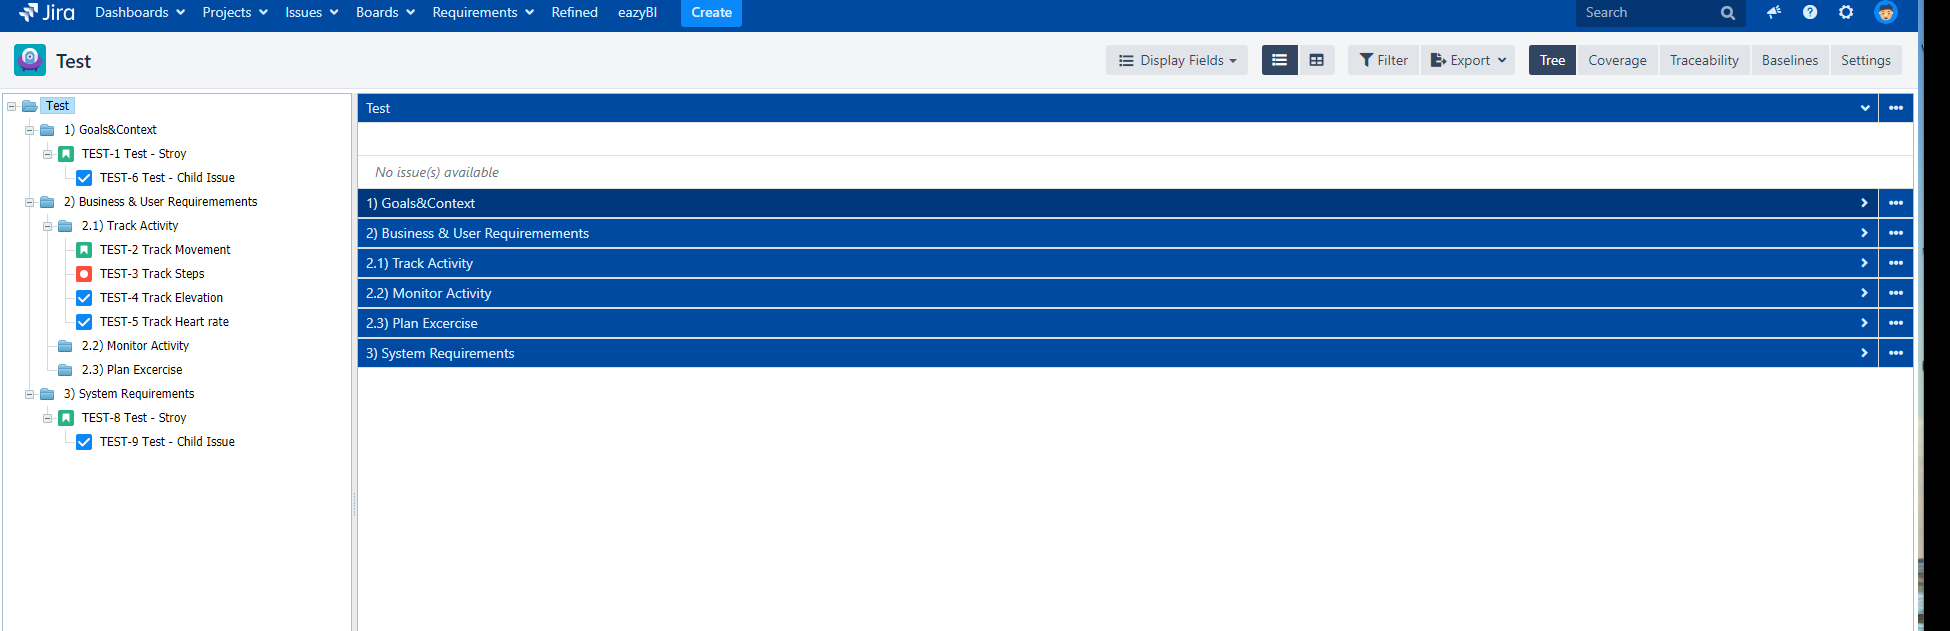 Jira Dashboards Projects Issues Boards Requirements Refined eazyBI Create Search
Test Display Fields Filter Export Tree Coverage Traceability Baselines Settings
Test
1) Goals&Context
TEST-1 Test - Stroy
TEST-6 Test - Child Issue
2) Business & User Requiremements
2.1) Track Activity
TEST-2 Track Movement
TEST-3 Track Steps
TEST-4 Track Elevation
TEST-5 Track Heart rate
2.2) Monitor Activity
2.3) Plan Excercise
3) System Requirements
TEST-8 Test - Stroy
TEST-9 Test - Child Issue
Test
No issue(s) available
1) Goals&Context
2) Business & User Requiremements
2.1) Track Activity
2.2) Monitor Activity
2.3) Plan Excercise
3) System Requirements